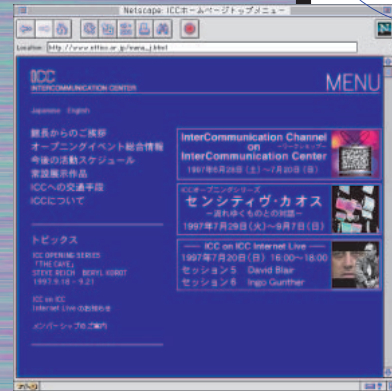 Netscape: ICCホームページトップメニュー
Location: http://www.ntticc.or.jp/menu_j.html
ICC
INTERCOMMUNICATION CENTER
MENU
Japanese English
館長からのご挨拶
オープニングイベント総合情報
今後の活動スケジュール
常設展示作品
ICCへの交通手段
ICCについて
トピックス
ICC OPENING SERIES
「THE CAVE」
STEVE REICH BERYL KOROT
1997.9.18 - 9.21
ICC on ICC
Internet Live のお知らせ
メンバーシップのご案内
InterCommunication Channel
on
－ワークショップ－
InterCommunication Center
1997年6月28日(土)～7月20日(日)
ICCオープニングシリーズ
センシティヴ・カオス
－流れゆくものとの対話－
1997年7月29日(火)～9月7日(日)
ICC on ICC Internet Live
1997年7月20日(日) 16:00～18:00
セッション5 David Blair
セッション6 Ingo Gunther